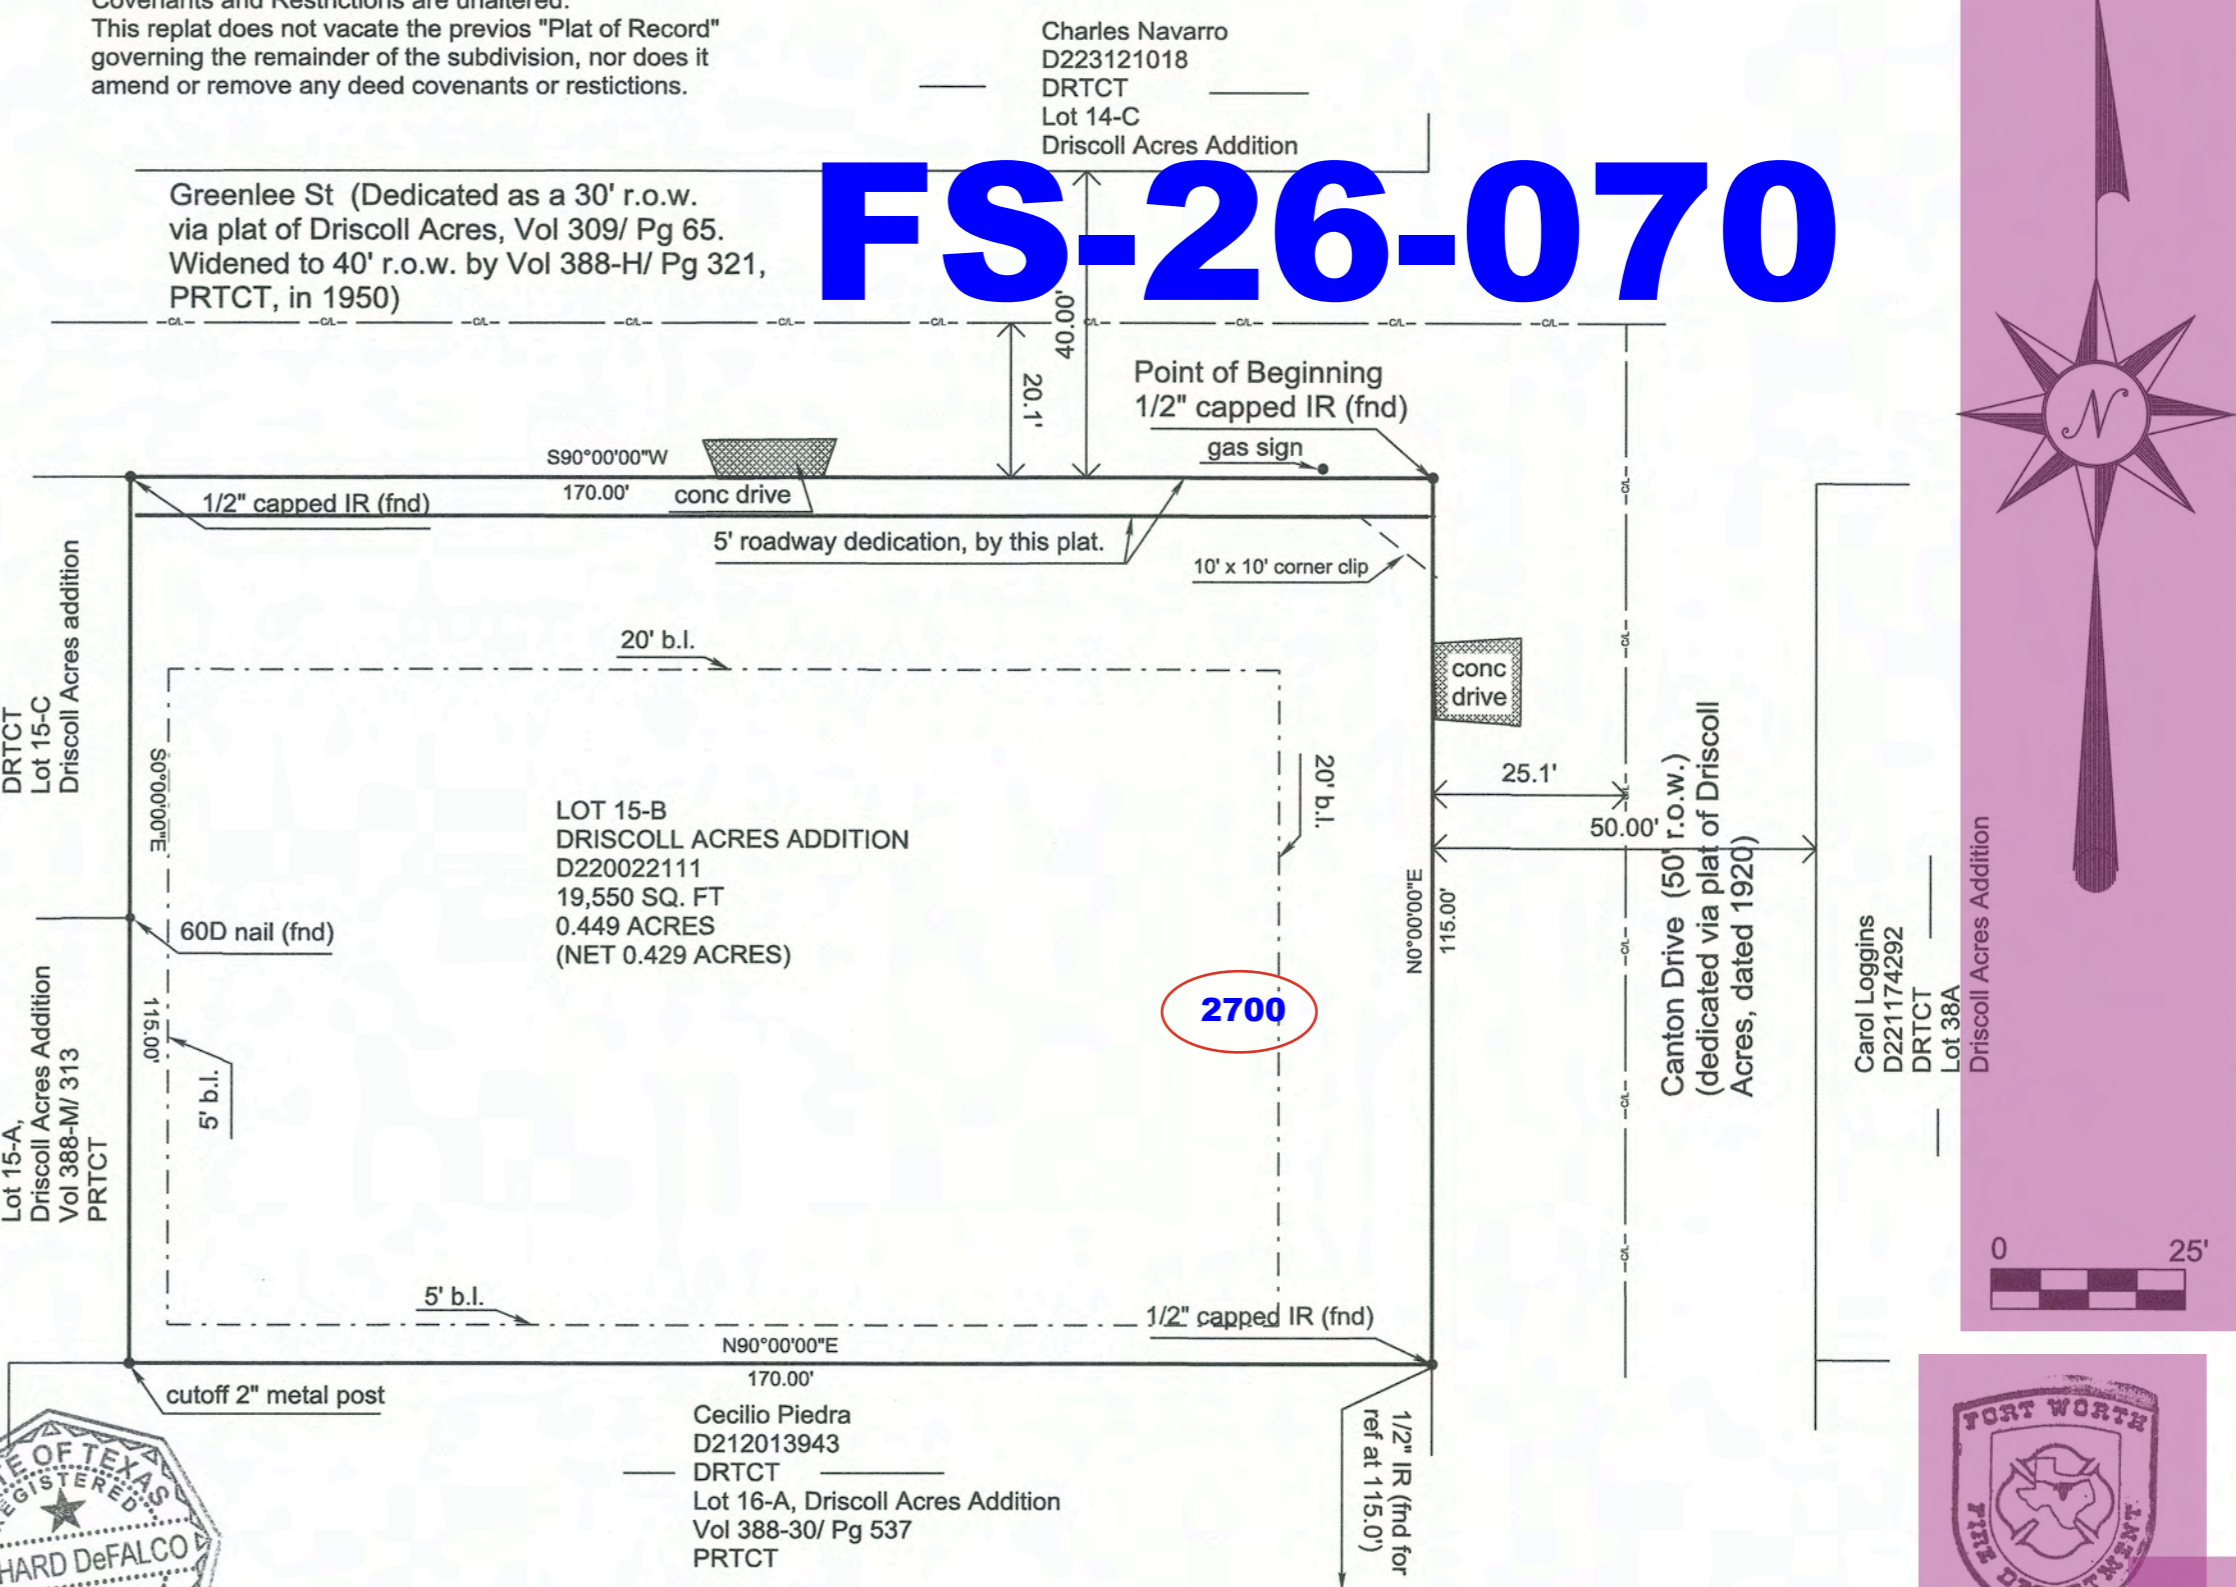 Covenants and Restrictions are unaltered.
This replat does not vacate the previos "Plat of Record"
governing the remainder of the subdivision, nor does it
amend or remove any deed covenants or restictions.
Charles Navarro
D223121018
DRTCT
Lot 14-C
Driscoll Acres Addition
FS-26-070
Greenlee St (Dedicated as a 30' r.o.w.
via plat of Driscoll Acres, Vol 309/ Pg 65.
Widened to 40' r.o.w. by Vol 388-H/ Pg 321,
PRTCT, in 1950)
C/L C/L C/L C/L C/L C/L C/L C/L C/L C/L
40.00'
20.1'
Point of Beginning
1/2" capped IR (fnd)
gas sign
S90°00'00"W
170.00'
conc drive
1/2" capped IR (fnd)
5' roadway dedication, by this plat.
10' x 10' corner clip
N
20' b.l.
conc
drive
DRTCT
Lot 15-C
Driscoll Acres addition
S0°00'00"E
20' b.l.
25.1'
50.00'
LOT 15-B
DRISCOLL ACRES ADDITION
D220022111
19,550 SQ. FT
0.449 ACRES
(NET 0.429 ACRES)
N0°00'00"E
115.00'
C/L
C/L
C/L
C/L
C/L
C/L
Canton Drive (50' r.o.w.)
(dedicated via plat of Driscoll
Acres, dated 1920)
Carol Loggins
D221174292
DRTCT
Lot 38A
Driscoll Acres Addition
60D nail (fnd)
2700
115.00'
5' b.l.
Lot 15-A,
Driscoll Acres Addition
Vol 388-M/ 313
PRTCT
0 25'
5' b.l.
1/2" capped IR (fnd)
N90°00'00"E
170.00'
cutoff 2" metal post
Cecilio Piedra
D212013943
DRTCT
Lot 16-A, Driscoll Acres Addition
Vol 388-30/ Pg 537
PRTCT
1/2" IR (fnd for
ref at 115.0')
E OF TEXAS
REGISTERED
HARD DeFALCO
FORT WORTH
FIRE DEPARTMENT